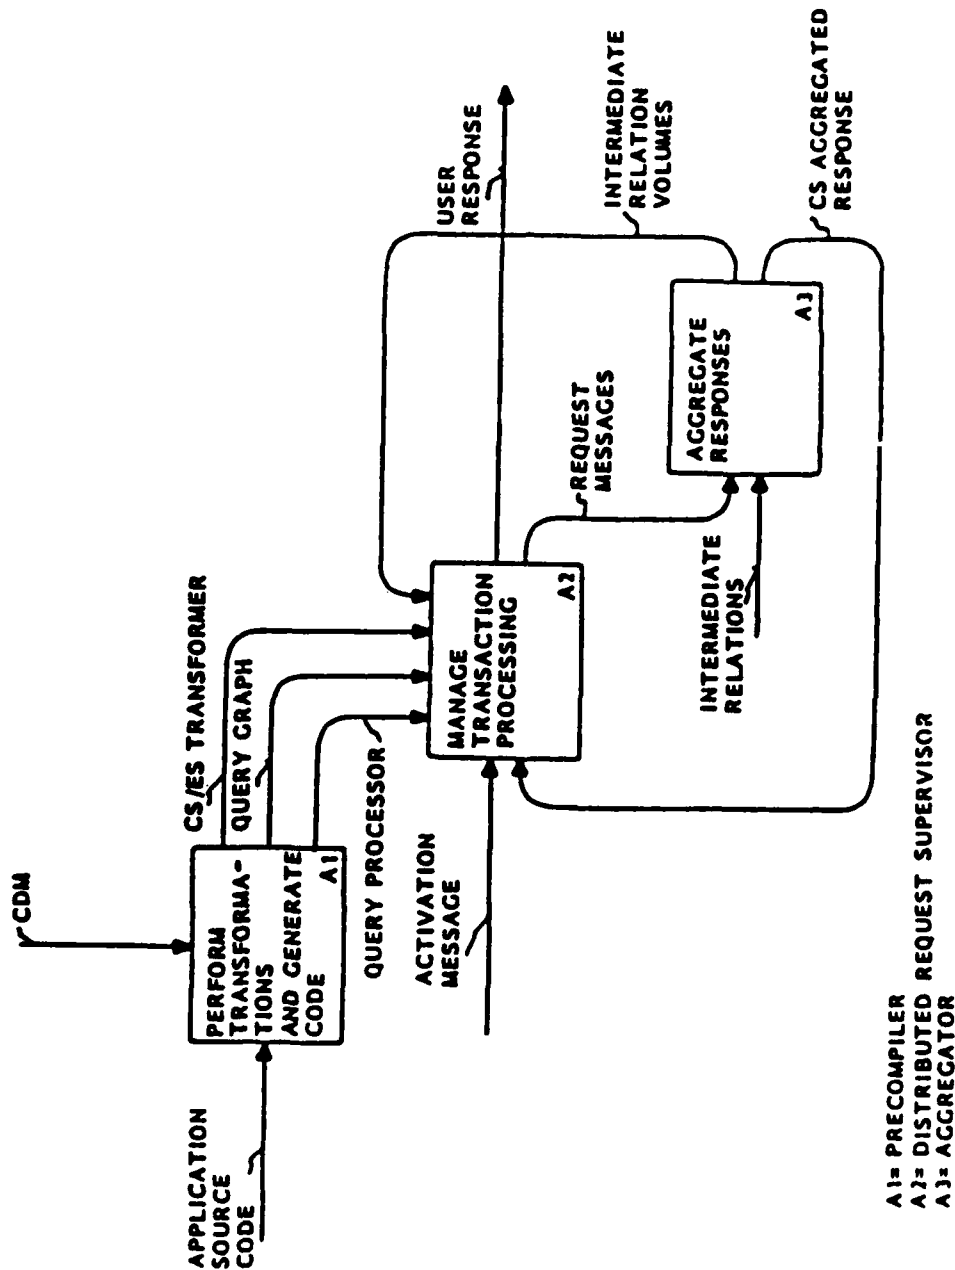 CDM
APPLICATION
SOURCE
CODE
PERFORM
TRANSFORMA-
TIONS
AND GENERATE
CODE
A1
CS/ES TRANSFORMER
QUERY GRAPH
QUERY PROCESSOR
ACTIVATION
MESSAGE
MANAGE
TRANSACTION
PROCESSING
A2
USER
RESPONSE
REQUEST
MESSAGES
INTERMEDIATE
RELATIONS
AGGREGATE
RESPONSES
A3
INTERMEDIATE
RELATION
VOLUMES
CS AGGREGATED
RESPONSE
A1= PRECOMPILER
A2= DISTRIBUTED REQUEST SUPERVISOR
A3= AGGREGATOR